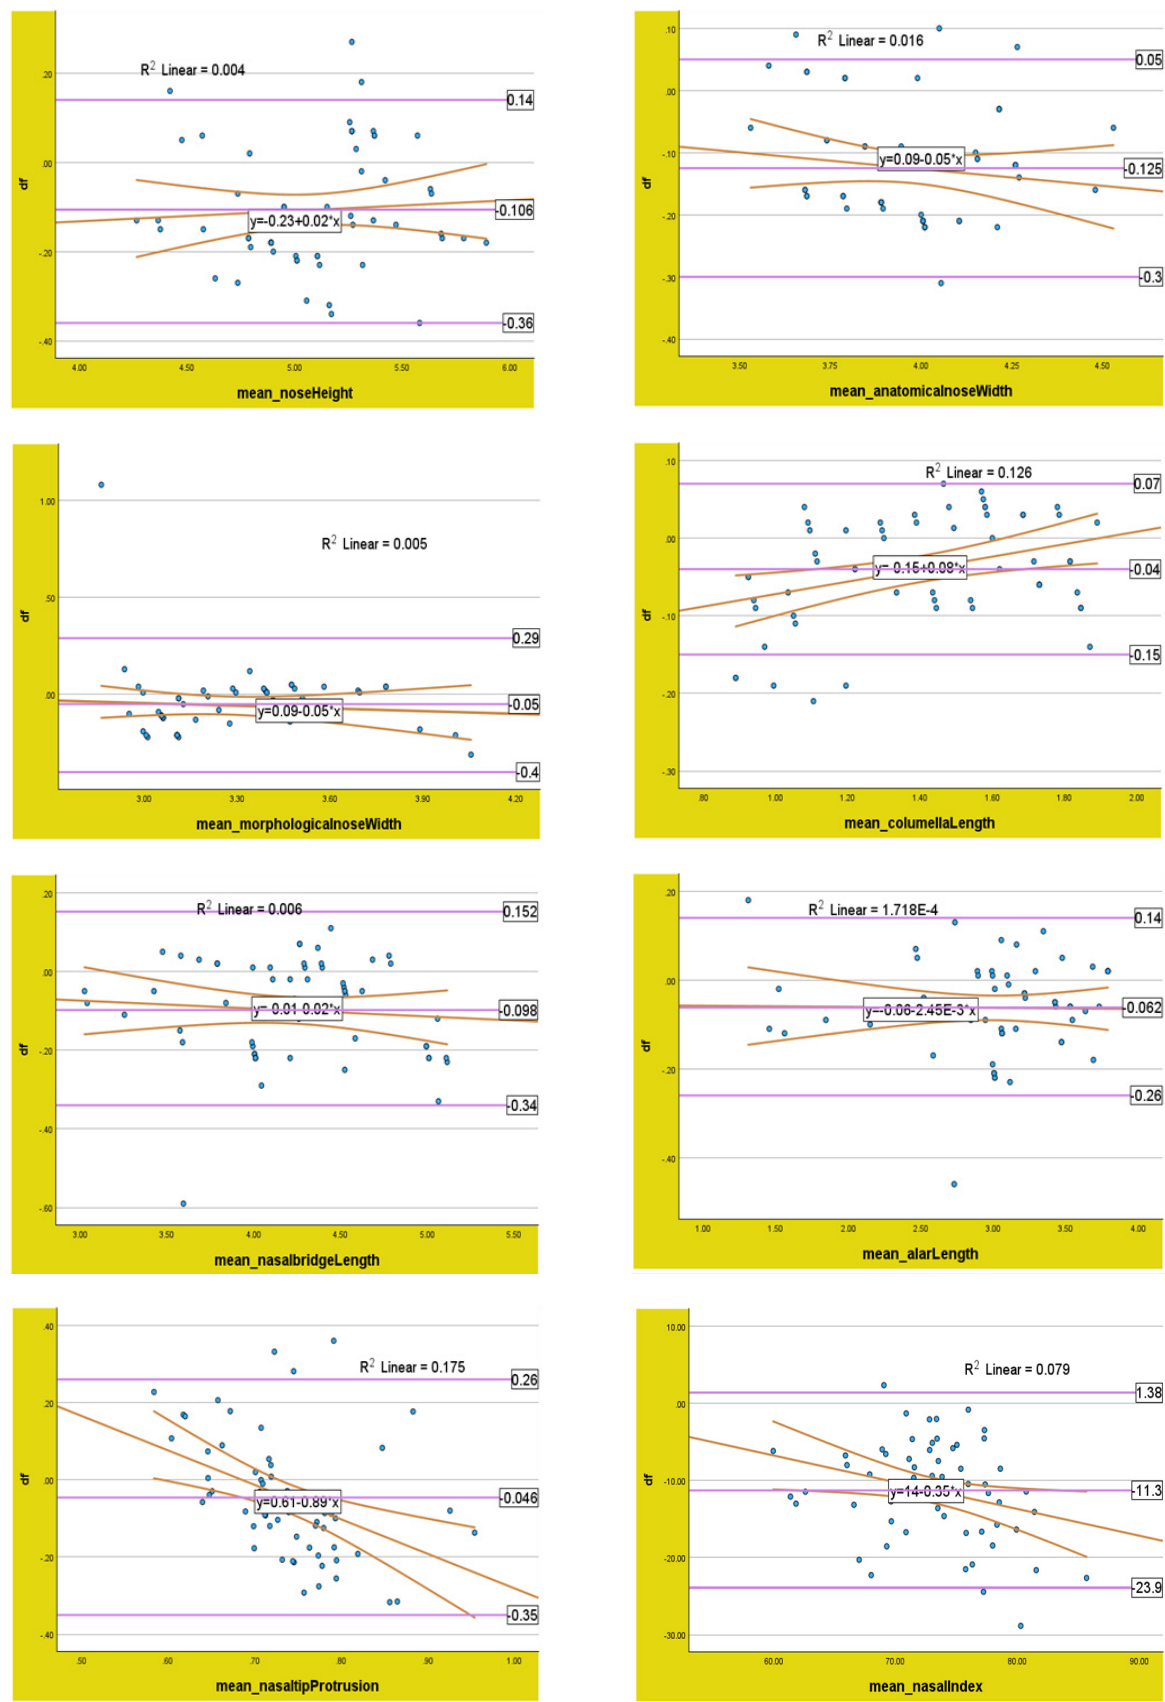 R² Linear = 0.004
.20
.00
-.20
-.40
0.14
-0.106
-0.36
y=-0.23+0.02*x
df
4.00 4.50 5.00 5.50 6.00
mean_noseHeight
R² Linear = 0.016
.10
.00
-.10
-.20
-.30
-.40
0.05
-0.125
-0.3
y=0.09-0.05*x
df
3.50 3.75 4.00 4.25 4.50
mean_anatomicalnoseWidth
R² Linear = 0.005
1.00
.50
.00
0.29
-0.05
-0.4
y=0.09-0.05*x
df
3.00 3.30 3.60 3.90 4.20
mean_morphologicalnoseWidth
R² Linear = 0.126
.10
.00
-.10
-.20
-.30
0.07
-0.04
-0.15
y=-0.15+0.08*x
df
.80 1.00 1.20 1.40 1.60 1.80 2.00
mean_columellaLength
R² Linear = 0.006
.20
.00
-.20
-.40
-.60
0.152
-0.098
-0.34
y=-0.01-0.02*x
df
3.00 3.50 4.00 4.50 5.00 5.50
mean_nasalbridgeLength
R² Linear = 1.718E-4
.20
.00
-.20
-.40
0.14
-0.062
-0.26
y=-0.06-2.45E-3*x
df
1.00 1.50 2.00 2.50 3.00 3.50 4.00
mean_alarLength
R² Linear = 0.175
.40
.20
.00
-.20
-.40
0.26
-0.046
-0.35
y=0.61-0.89*x
df
.50 .60 .70 .80 .90 1.00
mean_nasaltipProtrusion
R² Linear = 0.079
10.00
.00
-10.00
-20.00
-30.00
1.38
-11.3
-23.9
y=14-0.35*x
df
60.00 70.00 80.00 90.00
mean_nasalIndex